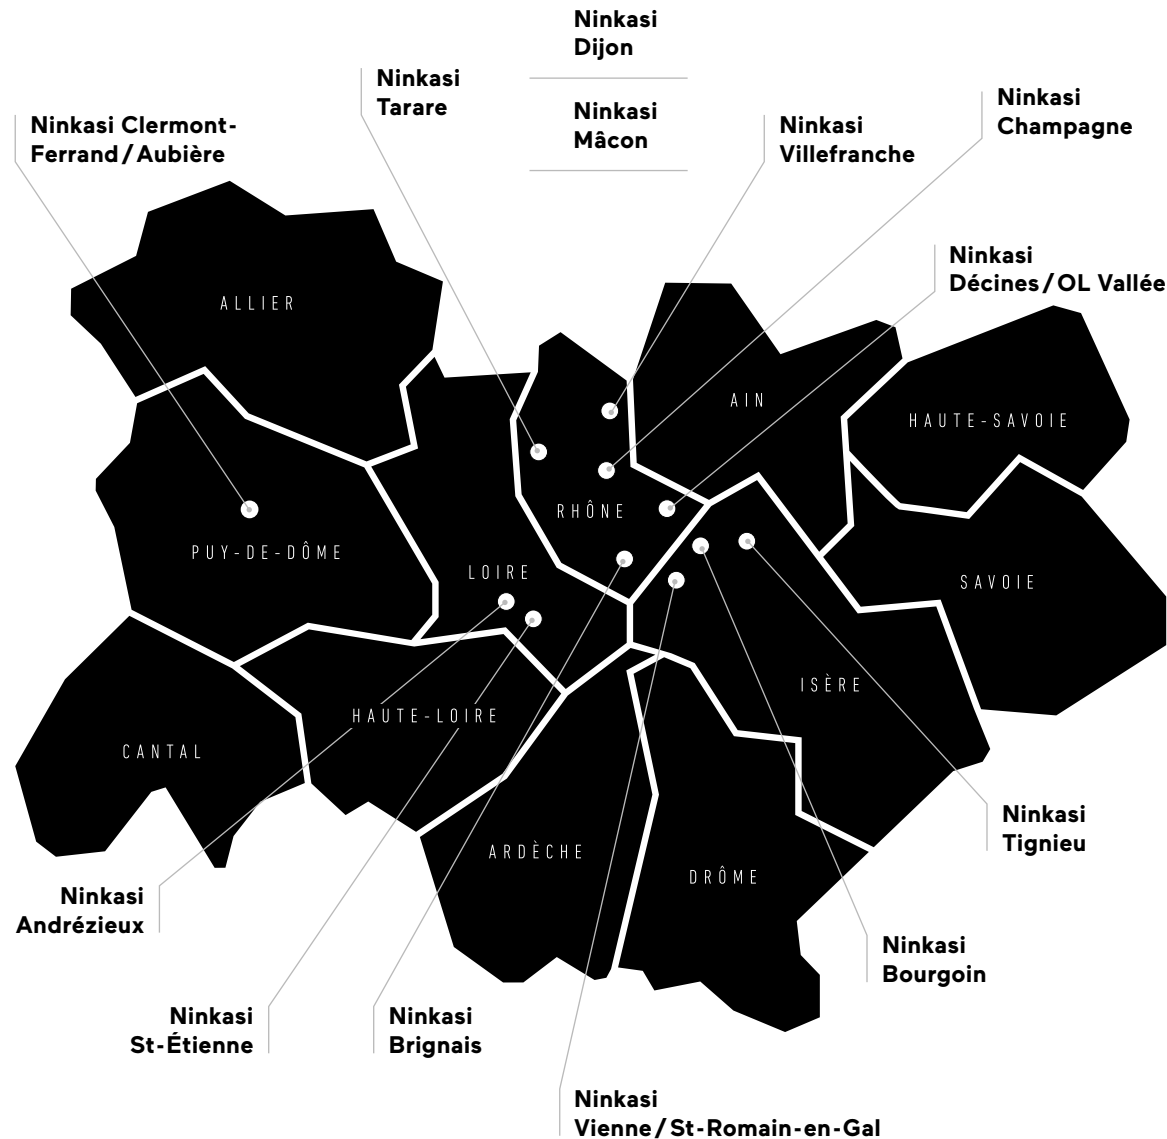 Ninkasi
Dijon
Ninkasi
Tarare
Ninkasi
Mâcon
Ninkasi
Champagne
Ninkasi Clermont-
Ferrand/Aubière
Ninkasi
Villefranche
Ninkasi
Décines/OL Vallée
ALLIER
AIN
HAUTE-SAVOIE
RHÔNE
PUY-DE-DÔME
LOIRE
SAVOIE
ISÈRE
HAUTE-LOIRE
CANTAL
ARDÈCHE
DRÔME
Ninkasi
Tignieu
Ninkasi
Andrézieux
Ninkasi
Bourgoin
Ninkasi
St-Étienne
Ninkasi
Brignais
Ninkasi
Vienne/St-Romain-en-Gal